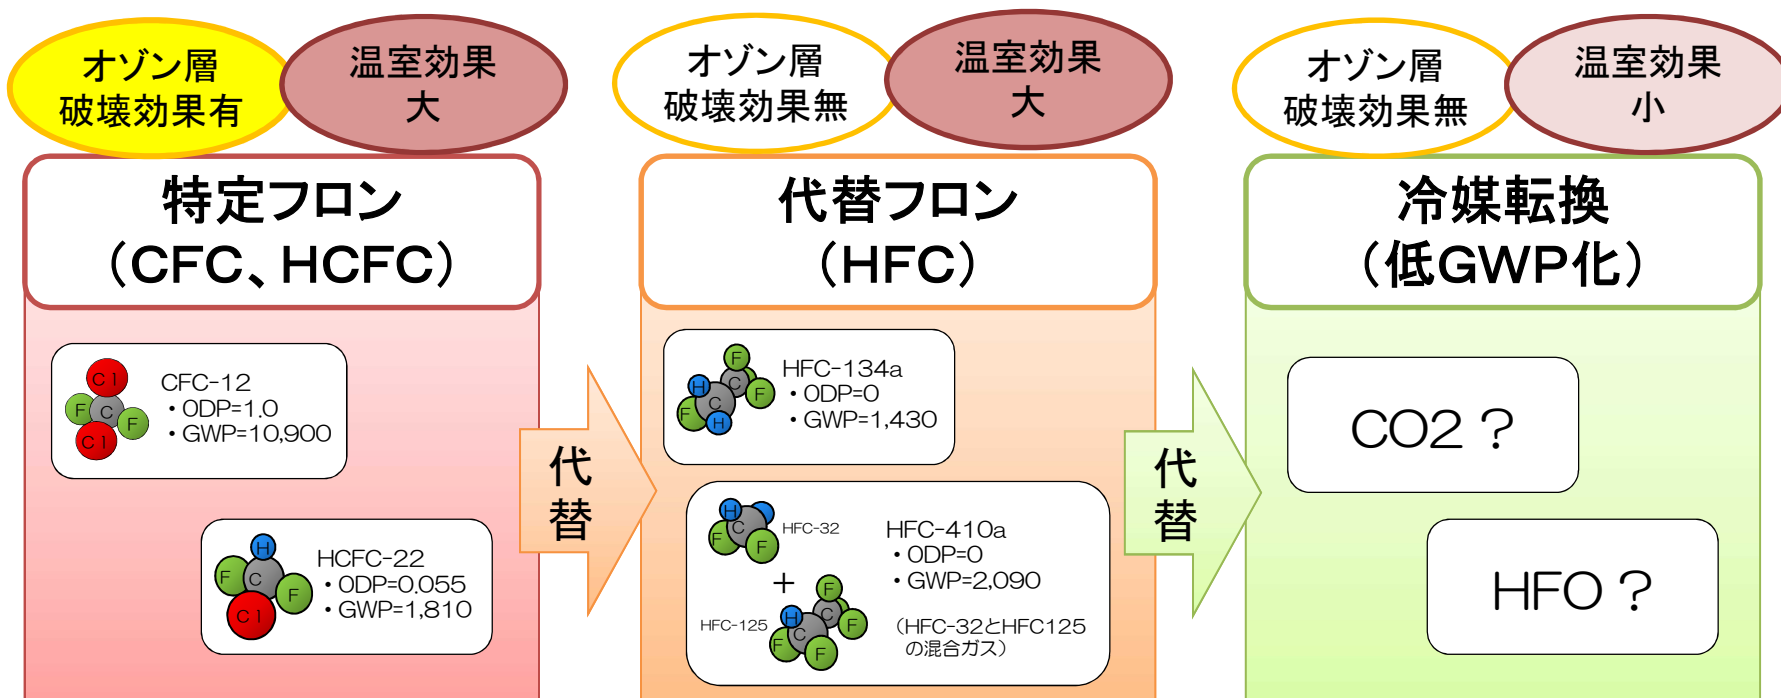 オゾン層
破壊効果有
温室効果
大
特定フロン
（CFC、HCFC）
Cl
F
C
F
Cl
CFC-12
・ODP=1.0
・GWP=10,900
H
F
C
F
Cl
HCFC-22
・ODP=0.055
・GWP=1,810
代
替
オゾン層
破壊効果無
温室効果
大
代替フロン
（HFC）
F
H
C
F
C
F
H
HFC-134a
・ODP=0
・GWP=1,430
H
C
F
F
HFC-32
+
F
H
C
F
C
F
F
HFC-125
HFC-410a
・ODP=0
・GWP=2,090
（HFC-32とHFC125
の混合ガス）
代
替
オゾン層
破壊効果無
温室効果
小
冷媒転換
（低GWP化）
CO2？
HFO？